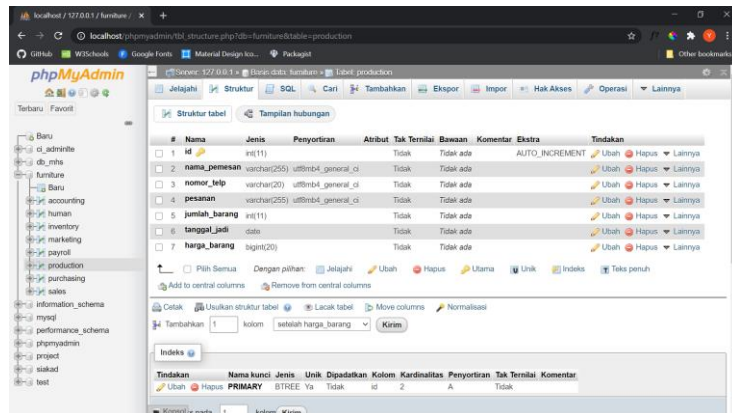 localhost / 127.0.0.1 / furniture /
localhost/phpmyadmin/tbl_structure.php?db=furniture&table=production
GitHub W3Schools Google Fonts Material Design Ico... Packagist Other bookmarks
phpMyAdmin
Terbaru Favorit
Baru
ci_adminlte
db_mhs
furniture
Baru
accounting
human
inventory
marketing
payroll
production
purchasing
sales
information_schema
mysql
performance_schema
phpmyadmin
project
siakad
test
Server: 127.0.0.1 » Basis data: furniture » Tabel: production
Jelajahi Struktur SQL Cari Tambahkan Ekspor Impor Hak Akses Operasi Lainnya
Struktur tabel Tampilan hubungan
# Nama Jenis Penyortiran Atribut Tak Ternilai Bawaan Komentar Ekstra Tindakan
1 id int(11) Tidak Tidak ada AUTO_INCREMENT Ubah Hapus Lainnya
2 nama_pemesan varchar(255) utf8mb4_general_ci Tidak Tidak ada Ubah Hapus Lainnya
3 nomor_telp varchar(20) utf8mb4_general_ci Tidak Tidak ada Ubah Hapus Lainnya
4 pesanan varchar(255) utf8mb4_general_ci Tidak Tidak ada Ubah Hapus Lainnya
5 jumlah_barang int(11) Tidak Tidak ada Ubah Hapus Lainnya
6 tanggal_jadi date Tidak Tidak ada Ubah Hapus Lainnya
7 harga_barang bigint(20) Tidak Tidak ada Ubah Hapus Lainnya
Pilih Semua Dengan pilihan: Jelajahi Ubah Hapus Utama Unik Indeks Teks penuh
Add to central columns Remove from central columns
Cetak Usulkan struktur tabel Lacak tabel Move columns Normalisasi
Tambahkan 1 kolom setelah harga_barang Kirim
Indeks
Tindakan Nama kunci Jenis Unik Dipadatkan Kolom Kardinalitas Penyortiran Tak Ternilai Komentar
Ubah Hapus PRIMARY BTREE Ya Tidak id 2 A Tidak
Konsol pada 1 kolom Kirim